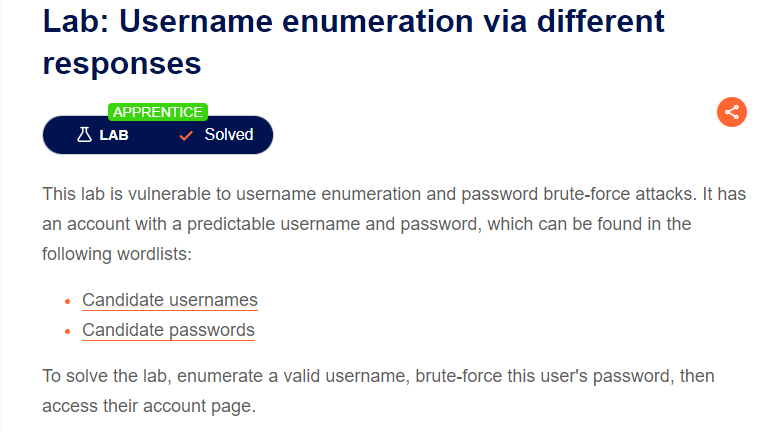 Lab: Username enumeration via different
responses
APPRENTICE
LAB Solved
This lab is vulnerable to username enumeration and password brute-force attacks. It has
an account with a predictable username and password, which can be found in the
following wordlists:
Candidate usernames
Candidate passwords
To solve the lab, enumerate a valid username, brute-force this user's password, then
access their account page.